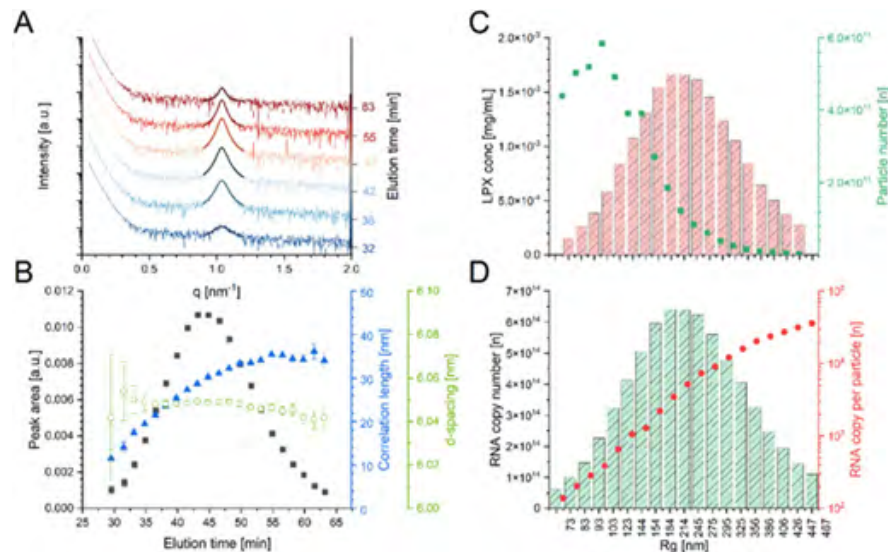 A
Intensity [a.u.]
63
55
42
36
32
Elution time [min]
0.0 0.5 1.0 1.5 2.0
q [nm⁻¹]
B
Peak area [a.u.]
0.012
0.010
0.008
0.006
0.004
0.002
0.000
25 30 35 40 45 50 55 60 65
Elution time [min]
50
40
30
20
10
0
Correlation length [nm]
6.10
6.08
6.06
6.04
6.02
6.00
d-spacing [nm]
C
LPX conc [mg/mL]
2.0×10⁻³
1.5×10⁻³
1.0×10⁻³
5.0×10⁻⁴
0.0
6.0×10¹¹
4.0×10¹¹
2.0×10¹¹
0
Particle number [n]
D
RNA copy number [n]
7×10¹⁴
6×10¹⁴
5×10¹⁴
4×10¹⁴
3×10¹⁴
2×10¹⁴
1×10¹⁴
0
10⁵
10⁴
10³
10²
RNA copy per particle [n]
73 83 93 103 123 144 154 184 214 245 275 295 325 356 386 406 426 447 467
Rg [nm]